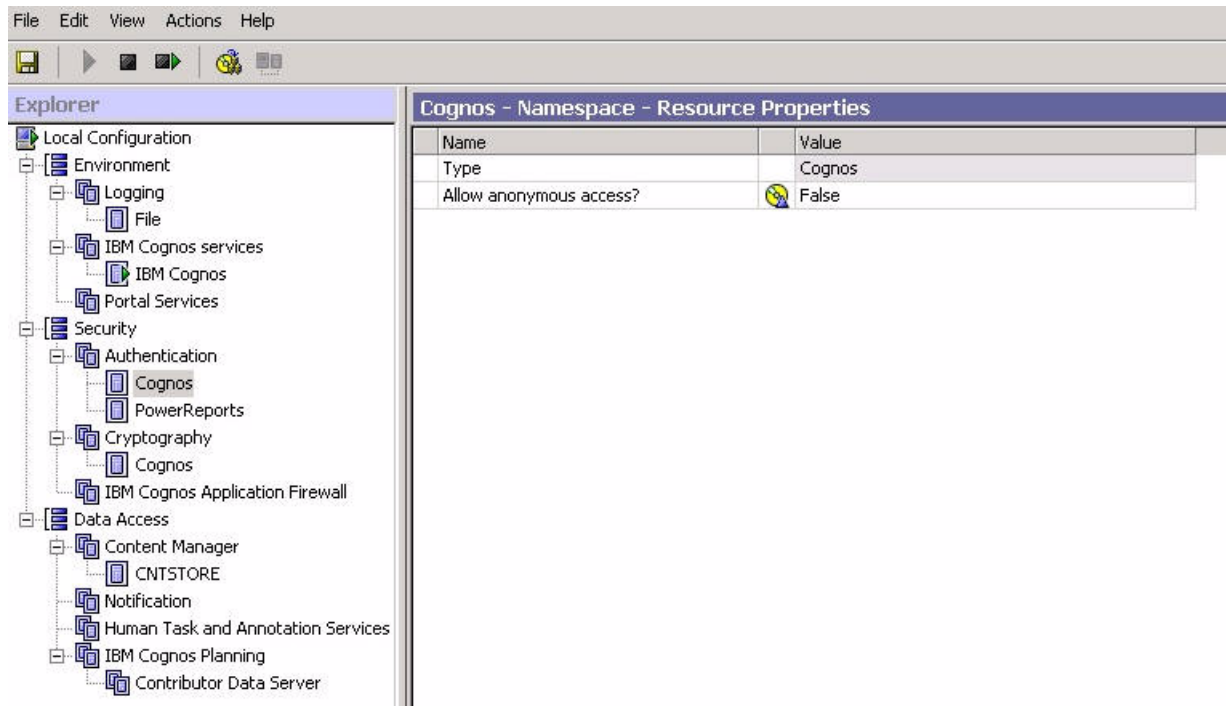 File Edit View Actions Help
Explorer
Local Configuration
Environment
Logging
File
IBM Cognos services
IBM Cognos
Portal Services
Security
Authentication
Cognos
PowerReports
Cryptography
Cognos
IBM Cognos Application Firewall
Data Access
Content Manager
CNTSTORE
Notification
Human Task and Annotation Services
IBM Cognos Planning
Contributor Data Server
Cognos - Namespace - Resource Properties
Name Value
Type Cognos
Allow anonymous access? False